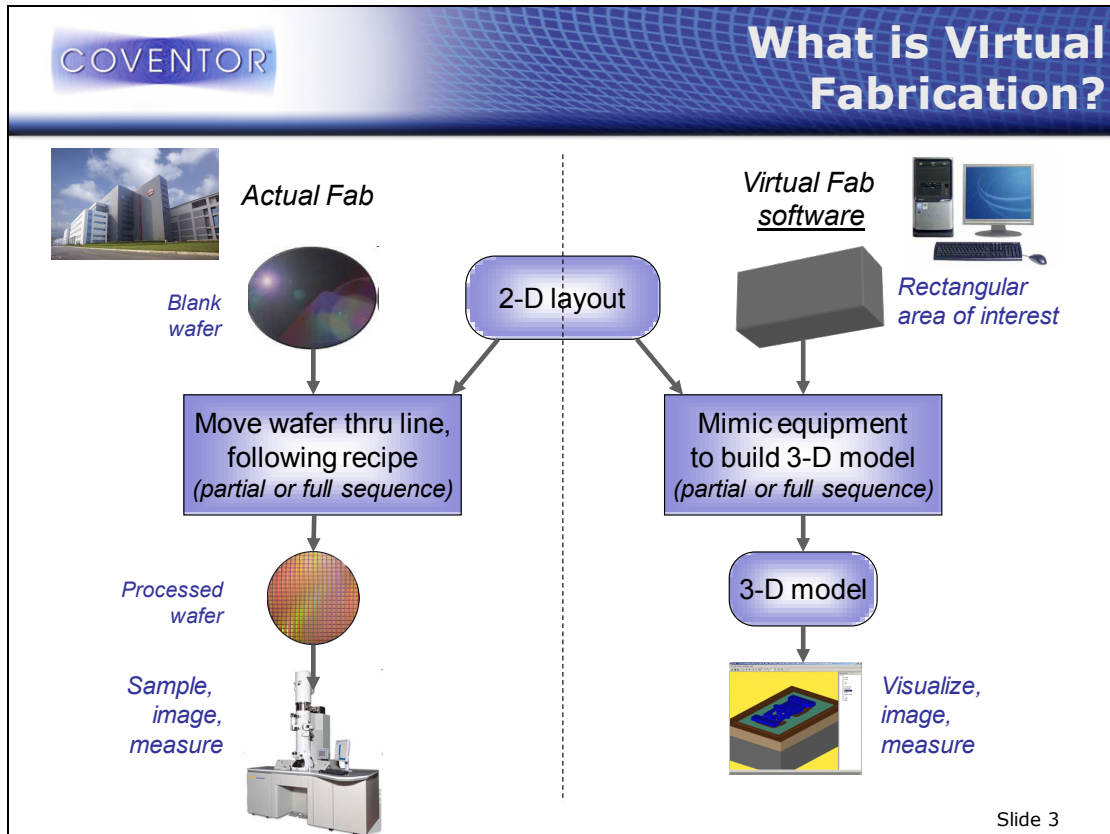 COVENTOR™
What is Virtual
Fabrication?
Actual Fab
Virtual Fab
software
Blank
wafer
2-D layout
Rectangular
area of interest
Move wafer thru line,
following recipe
(partial or full sequence)
Mimic equipment
to build 3-D model
(partial or full sequence)
Processed
wafer
3-D model
Sample,
image,
measure
Visualize,
image,
measure
Slide 3